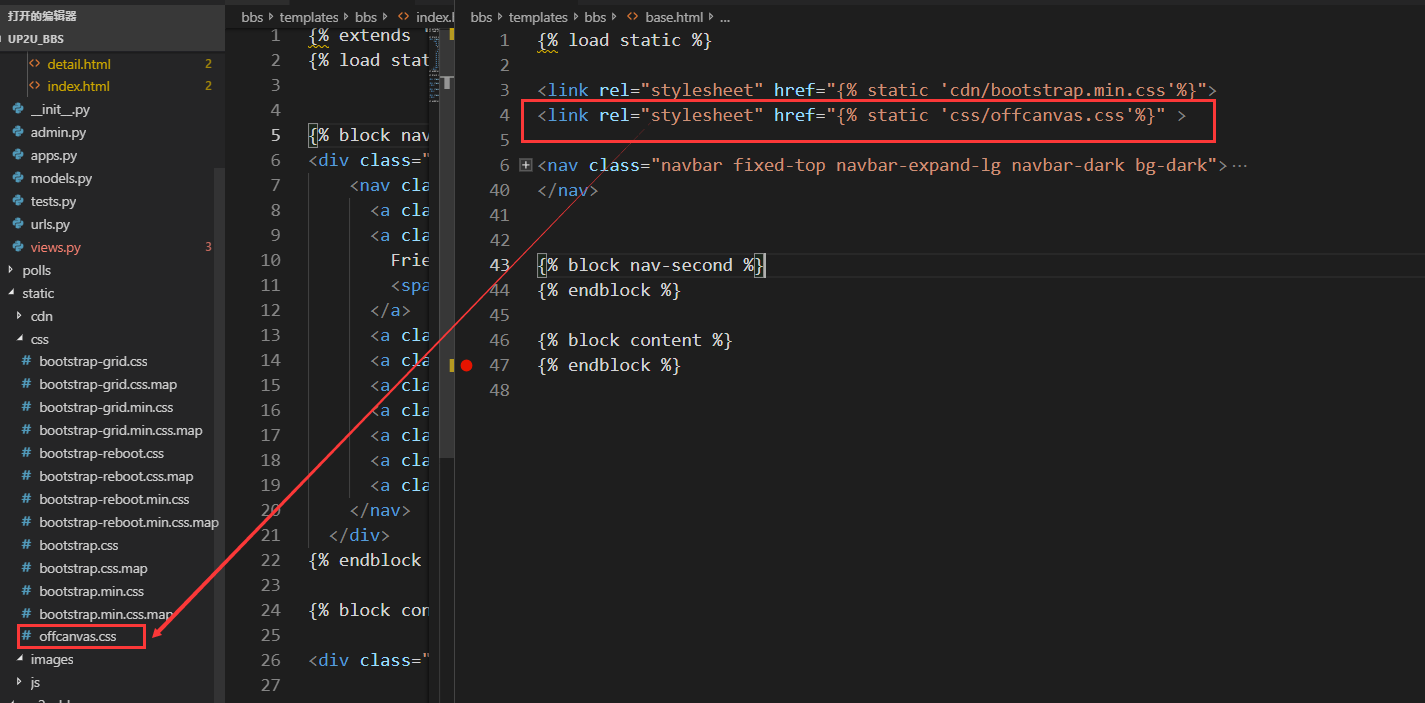 打开的编辑器
UP2U_BBS
detail.html 2
index.html 2
__init__.py
admin.py
apps.py
models.py
tests.py
urls.py
views.py 3
polls
static
cdn
css
# bootstrap-grid.css
# bootstrap-grid.css.map
# bootstrap-grid.min.css
# bootstrap-grid.min.css.map
# bootstrap-reboot.css
# bootstrap-reboot.css.map
# bootstrap-reboot.min.css
# bootstrap-reboot.min.css.map
# bootstrap.css
# bootstrap.css.map
# bootstrap.min.css
# bootstrap.min.css.map
# offcanvas.css
images
js
bbs templates bbs <> index.
1 {% extends
2 {% load stat
3
4
5 {% block nav
6 <div class="
7 <nav cla
8 <a cla
9 <a cla
10 Frie
11 <spa
12 </a>
13 <a cla
14 <a cla
15 <a cla
16 <a cla
17 <a cla
18 <a cla
19 <a cla
20 </nav>
21 </div>
22 {% endblock
23
24 {% block con
25
26 <div class="
27
bbs templates bbs <> base.html ...
1 {% load static %}
2
3 <link rel="stylesheet" href="{% static 'cdn/bootstrap.min.css'%}">
4 <link rel="stylesheet" href="{% static 'css/offcanvas.css'%}" >
5
6 <nav class="navbar fixed-top navbar-expand-lg navbar-dark bg-dark">...
40 </nav>
41
42
43 {% block nav-second %}
44 {% endblock %}
45
46 {% block content %}
47 {% endblock %}
48